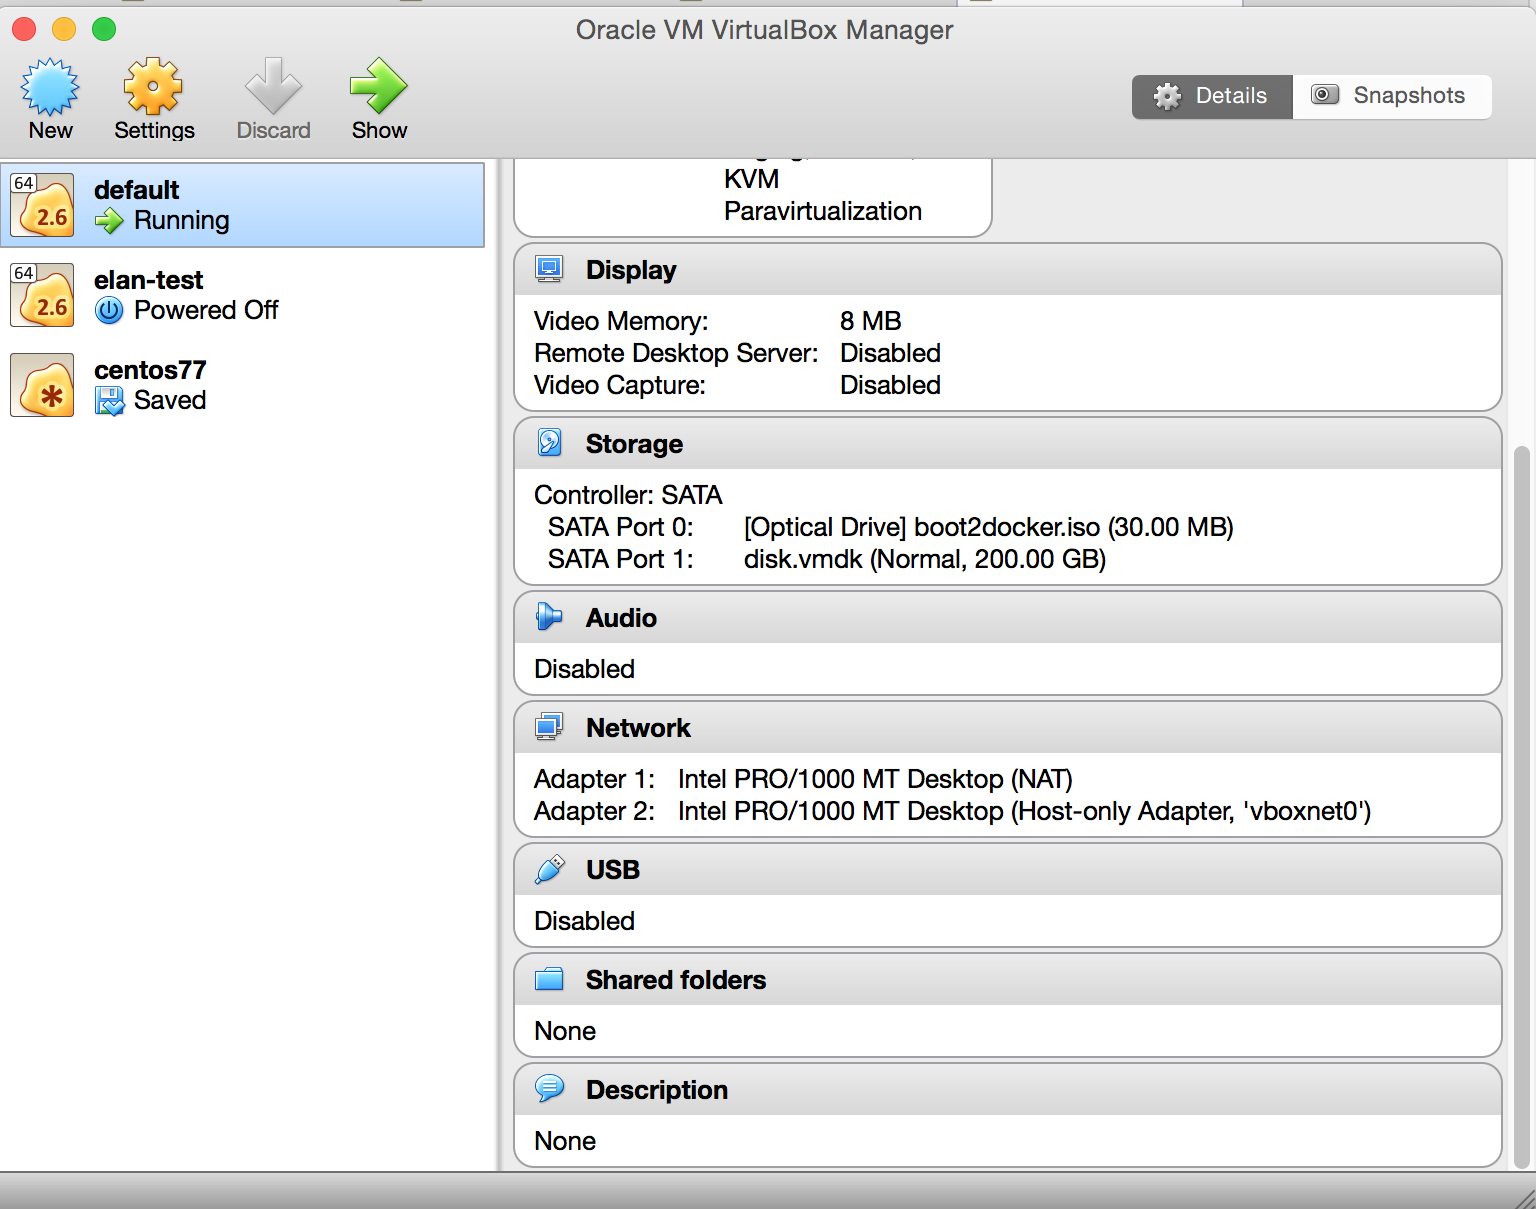 Oracle VM VirtualBox Manager
New
Settings
Discard
Show
Details
Snapshots
64
2.6
default
Running
64
2.6
elan-test
Powered Off
centos77
Saved
KVM
Paravirtualization
Display
Video Memory: 8 MB
Remote Desktop Server: Disabled
Video Capture: Disabled
Storage
Controller: SATA
SATA Port 0: [Optical Drive] boot2docker.iso (30.00 MB)
SATA Port 1: disk.vmdk (Normal, 200.00 GB)
Audio
Disabled
Network
Adapter 1: Intel PRO/1000 MT Desktop (NAT)
Adapter 2: Intel PRO/1000 MT Desktop (Host-only Adapter, 'vboxnet0')
USB
Disabled
Shared folders
None
Description
None